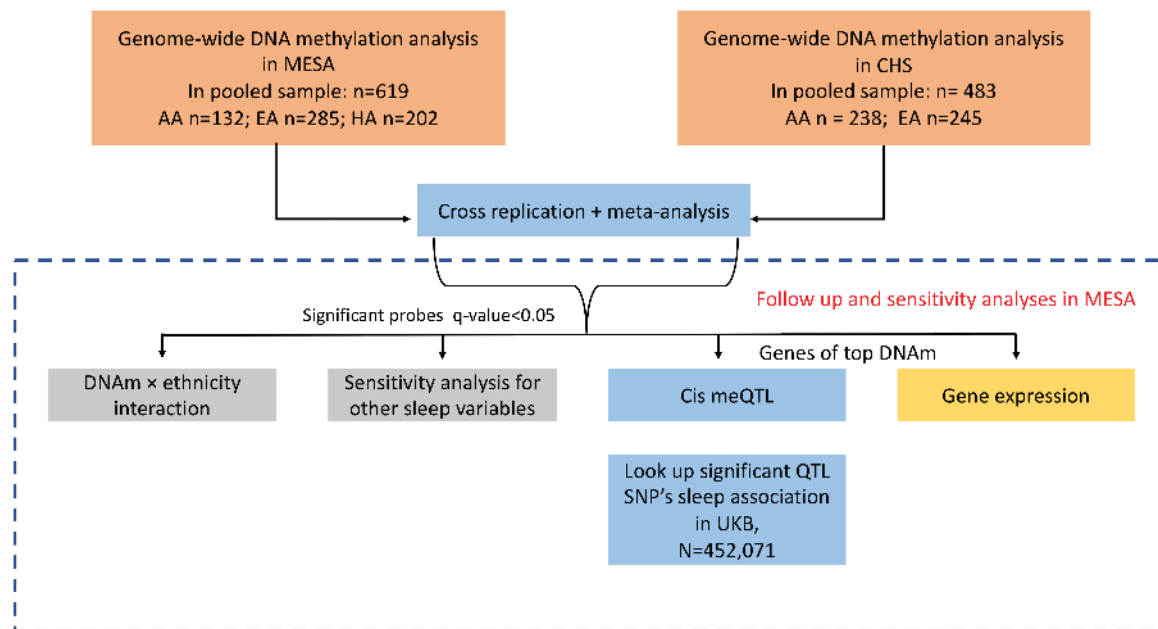 Genome-wide DNA methylation analysis
in MESA
In pooled sample: n=619
AA n=132; EA n=285; HA n=202
Genome-wide DNA methylation analysis
in CHS
In pooled sample: n= 483
AA n = 238;  EA n=245
Cross replication + meta-analysis
Follow up and sensitivity analyses in MESA
Significant probes  q-value<0.05
Genes of top DNAm
DNAm × ethnicity
interaction
Sensitivity analysis for
other sleep variables
Cis meQTL
Gene expression
Look up significant QTL
SNP's sleep association
in UKB,
N=452,071